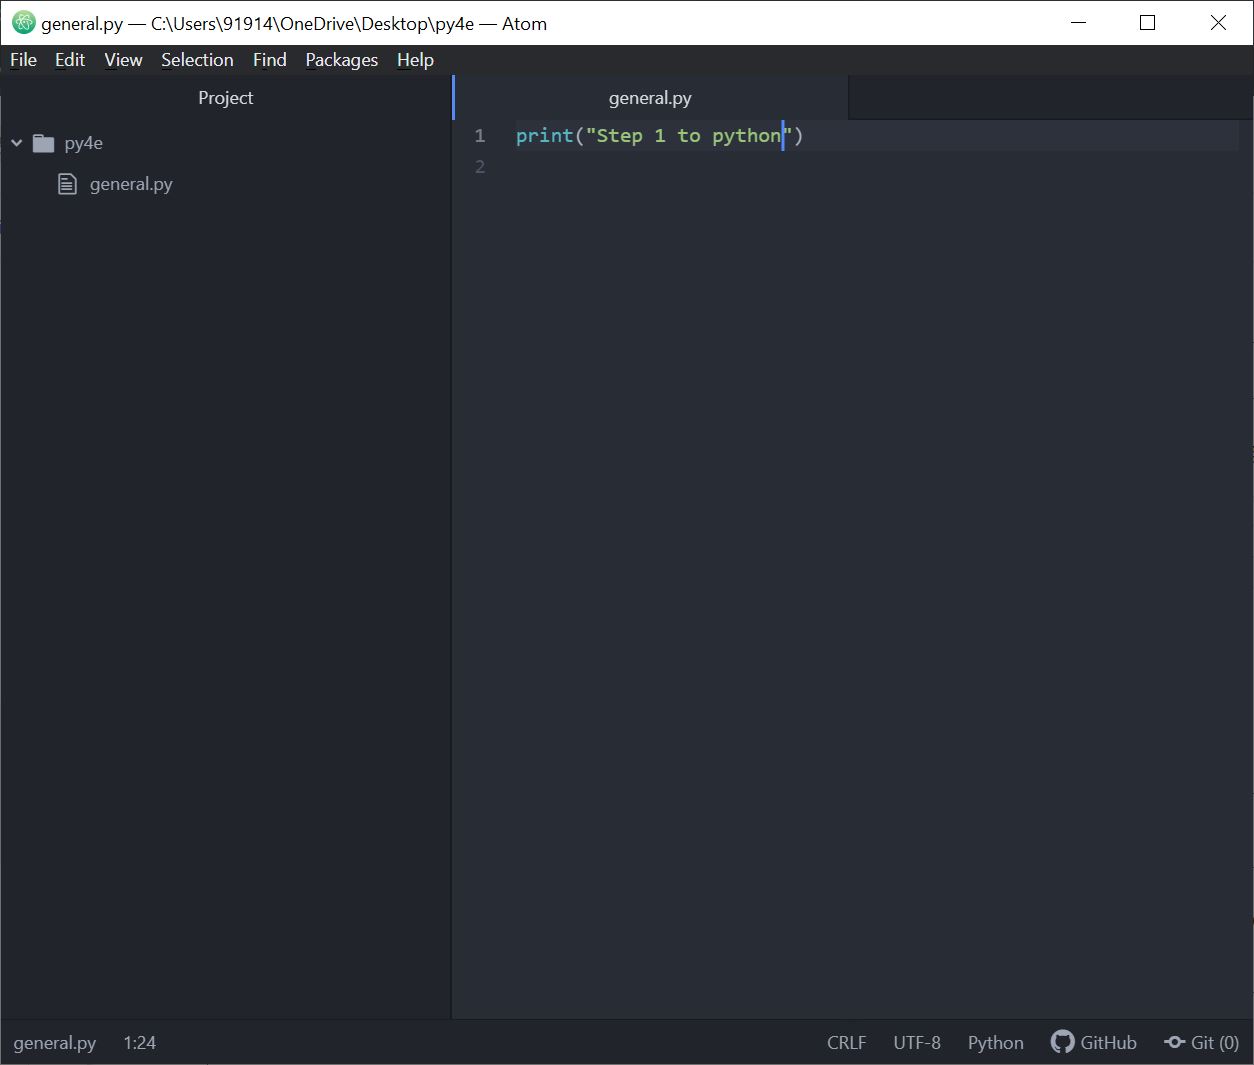 general.py — C:\Users\91914\OneDrive\Desktop\py4e — Atom
File Edit View Selection Find Packages Help
Project
general.py
py4e
general.py
1 print("Step 1 to python")
2
general.py 1:24 CRLF UTF-8 Python GitHub Git (0)